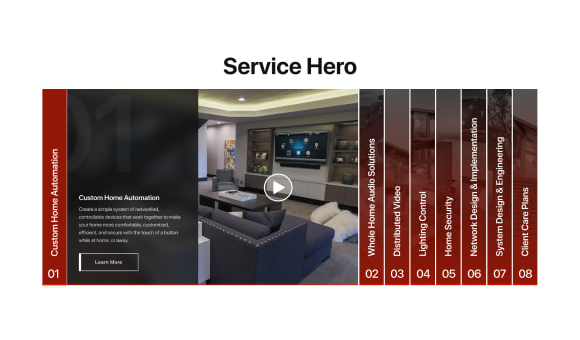 Service Hero
Custom Home Automation
01
01
Custom Home Automation
Create a simple system of networked,
controllable devices that work together to make
your home more comfortable, customized,
efficient, and secure with the touch of a button
while at home, or away.
Learn More
Whole Home Audio Solutions
02
Distributed Video
03
Lighting Control
04
Home Security
05
Network Design & Implementation
06
System Design & Engineering
07
Client Care Plans
08